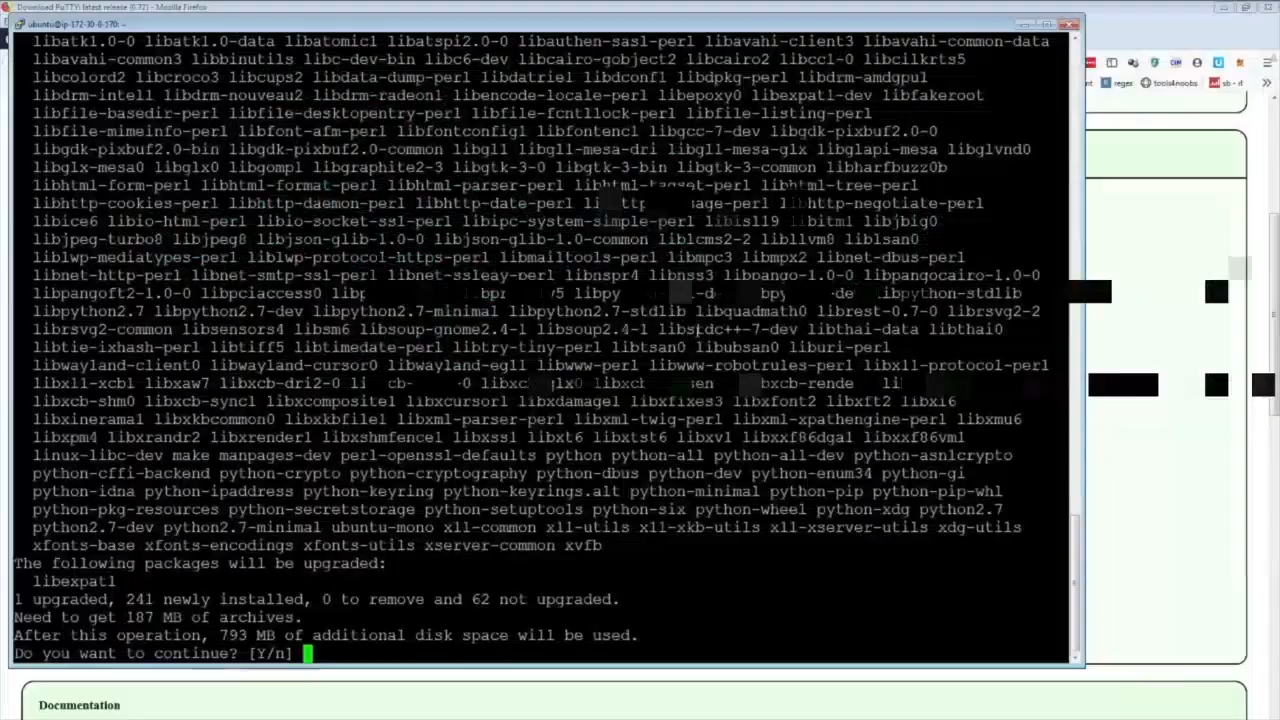 Download PuTTY: latest release (0.72) - Mozilla Firefox
ubuntu@ip-172-30-8-170: ~
regex tools4noobs sb - rl
libatk1.0-0 libatk1.0-data libatomic1 libatspi2.0-0 libauthen-sasl-perl libavahi-client3 libavahi-common-data
libavahi-common3 libbinutils libc-dev-bin libc6-dev libcairo-gobject2 libcairo2 libcc1-0 libcilkrts5
libcolord2 libcroco3 libcups2 libdata-dump-perl libdatrie1 libdconf1 libdpkg-perl libdrm-amdgpu1
libdrm-intel1 libdrm-nouveau2 libdrm-radeon1 libencode-locale-perl libepoxy0 libexpat1-dev libfakeroot
libfile-basedir-perl libfile-desktopentry-perl libfile-fcntllock-perl libfile-listing-perl
libfile-mimeinfo-perl libfont-afm-perl libfontconfig1 libfontenc1 libgcc-7-dev libgdk-pixbuf2.0-0
libgdk-pixbuf2.0-bin libgdk-pixbuf2.0-common libgl1 libgl1-mesa-dri libgl1-mesa-glx libglapi-mesa libglvnd0
libglx-mesa0 libglx0 libgomp1 libgraphite2-3 libgtk-3-0 libgtk-3-bin libgtk-3-common libharfbuzz0b
libhtml-form-perl libhtml-format-perl libhtml-parser-perl libhtml-tagset-perl libhtml-tree-perl
libhttp-cookies-perl libhttp-daemon-perl libhttp-date-perl libhttp-negotiate-perl
libice6 libio-html-perl libio-socket-ssl-perl libipc-system-simple-perl libisl19 libitm1 libjbig0
libjpeg-turbo8 libjpeg8 libjson-glib-1.0-0 libjson-glib-1.0-common liblcms2-2 libllvm8 liblsan0
liblwp-mediatypes-perl liblwp-protocol-https-perl libmailtools-perl libmpc3 libmpx2 libnet-dbus-perl
libnet-http-perl libnet-smtp-ssl-perl libnet-ssleay-perl libnspr4 libnss3 libpango-1.0-0 libpangocairo-1.0-0
libpangoft2-1.0-0 libpciaccess0 libpython-stdlib
libpython2.7 libpython2.7-dev libpython2.7-minimal libpython2.7-stdlib libquadmath0 librest-0.7-0 librsvg2-2
librsvg2-common libsensors4 libsm6 libsoup-gnome2.4-1 libsoup2.4-1 libstdc++-7-dev libthai-data libthai0
libtie-ixhash-perl libtiff5 libtimedate-perl libtry-tiny-perl libtsan0 libubsan0 liburi-perl
libwayland-client0 libwayland-cursor0 libwayland-egl1 libwww-perl libwww-robotrules-perl libx11-protocol-perl
libx11-xcb1 libxaw7 libxcb-dri2-0
libxcb-shm0 libxcb-sync1 libxcomposite1 libxcursor1 libxdamage1 libxfixes3 libxfont2 libxft2 libxi6
libxinerama1 libxkbcommon0 libxkbfile1 libxml-parser-perl libxml-twig-perl libxml-xpathengine-perl libxmu6
libxpm4 libxrandr2 libxrender1 libxshmfence1 libxss1 libxt6 libxtst6 libxv1 libxxf86dga1 libxxf86vm1
linux-libc-dev make manpages-dev perl-openssl-defaults python python-all python-all-dev python-asn1crypto
python-cffi-backend python-crypto python-cryptography python-dbus python-dev python-enum34 python-gi
python-idna python-ipaddress python-keyring python-keyrings.alt python-minimal python-pip python-pip-whl
python-pkg-resources python-secretstorage python-setuptools python-six python-wheel python-xdg python2.7
python2.7-dev python2.7-minimal ubuntu-mono x11-common x11-utils x11-xkb-utils x11-xserver-utils xdg-utils
xfonts-base xfonts-encodings xfonts-utils xserver-common xvfb
The following packages will be upgraded:
libexpat1
1 upgraded, 241 newly installed, 0 to remove and 62 not upgraded.
Need to get 187 MB of archives.
After this operation, 793 MB of additional disk space will be used.
Do you want to continue? [Y/n]
Documentation